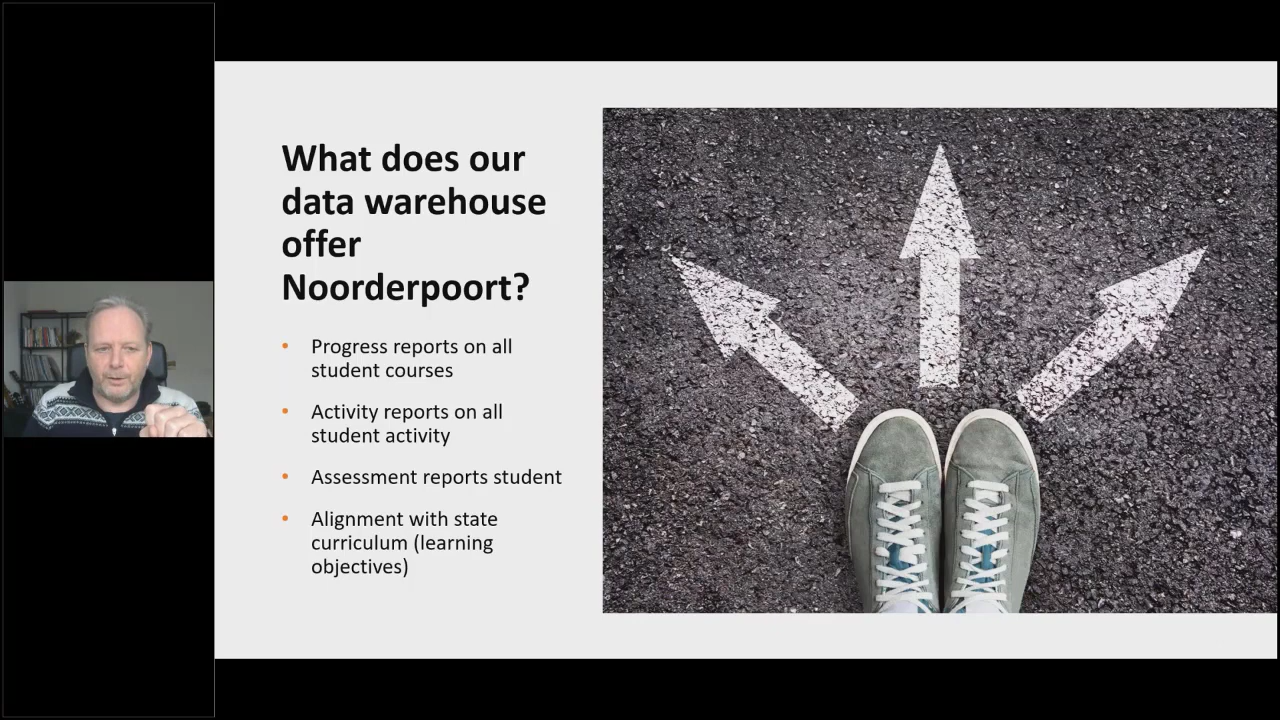 What does our
data warehouse
offer
Noorderpoort?
• Progress reports on all
student courses
• Activity reports on all
student activity
• Assessment reports student
• Alignment with state
curriculum (learning
objectives)